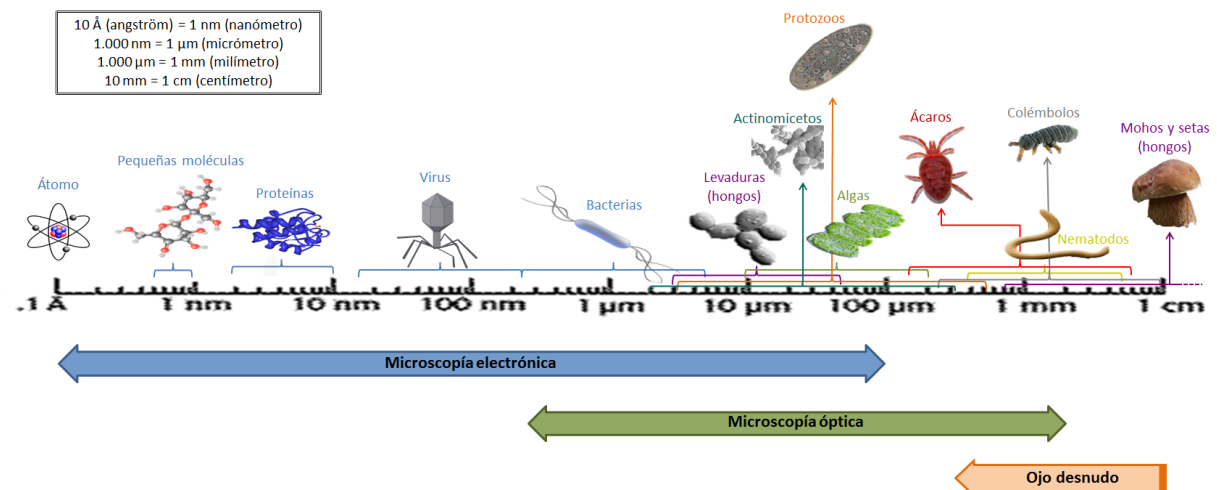 10 Å (angström) = 1 nm (nanómetro)
1.000 nm = 1 µm (micrómetro)
1.000 µm = 1 mm (milímetro)
10 mm = 1 cm (centímetro)
Protozoos
Actinomicetos
Ácaros
Colémbolos
Mohos y setas
(hongos)
Átomo
Pequeñas moléculas
Proteínas
Virus
Bacterias
Levaduras
(hongos)
Algas
Nematodos
.1 Å
1 nm
10 nm
100 nm
1 µm
10 µm
100 µm
1 mm
1 cm
Microscopía electrónica
Microscopía óptica
Ojo desnudo